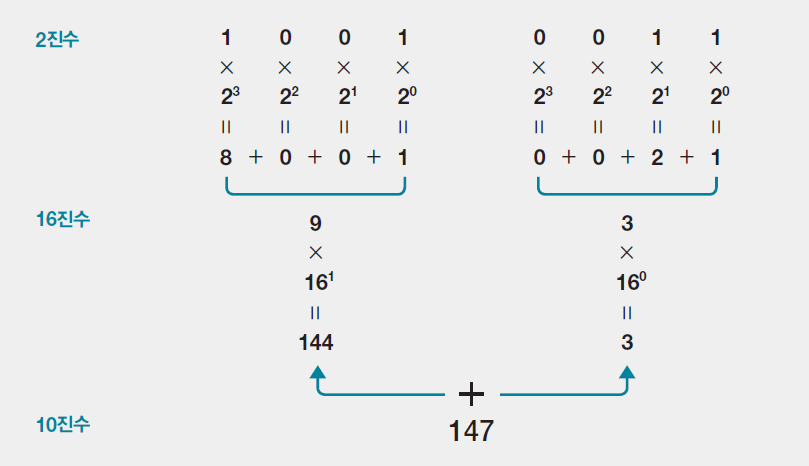 2진수 1 0 0 1 0 0 1 1
× × × × × × × ×
2³ 2² 2¹ 2⁰ 2³ 2² 2¹ 2⁰
= = = = = = = =
8 + 0 + 0 + 1 0 + 0 + 2 + 1
16진수 9 3
× ×
16¹ 16⁰
= =
144 3
+
10진수 147